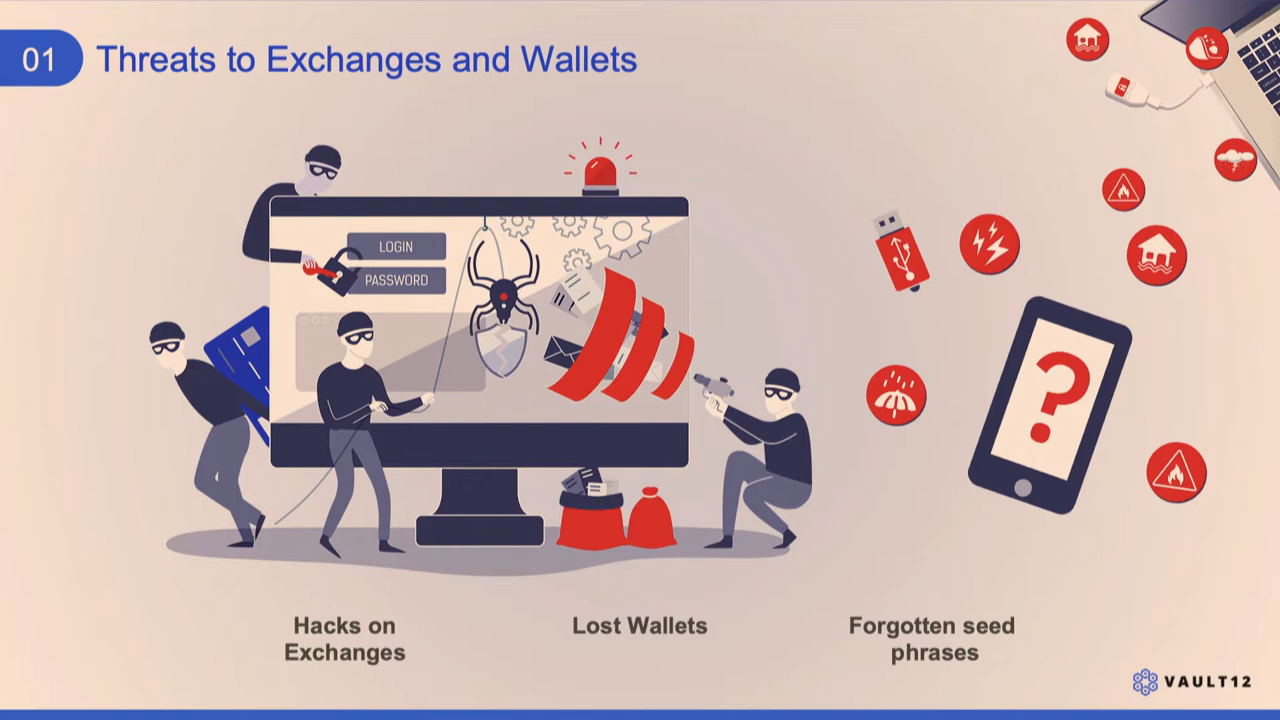 01 Threats to Exchanges and Wallets
LOGIN
PASSWORD
?
Hacks on
Exchanges
Lost Wallets
Forgotten seed
phrases
VAULT12